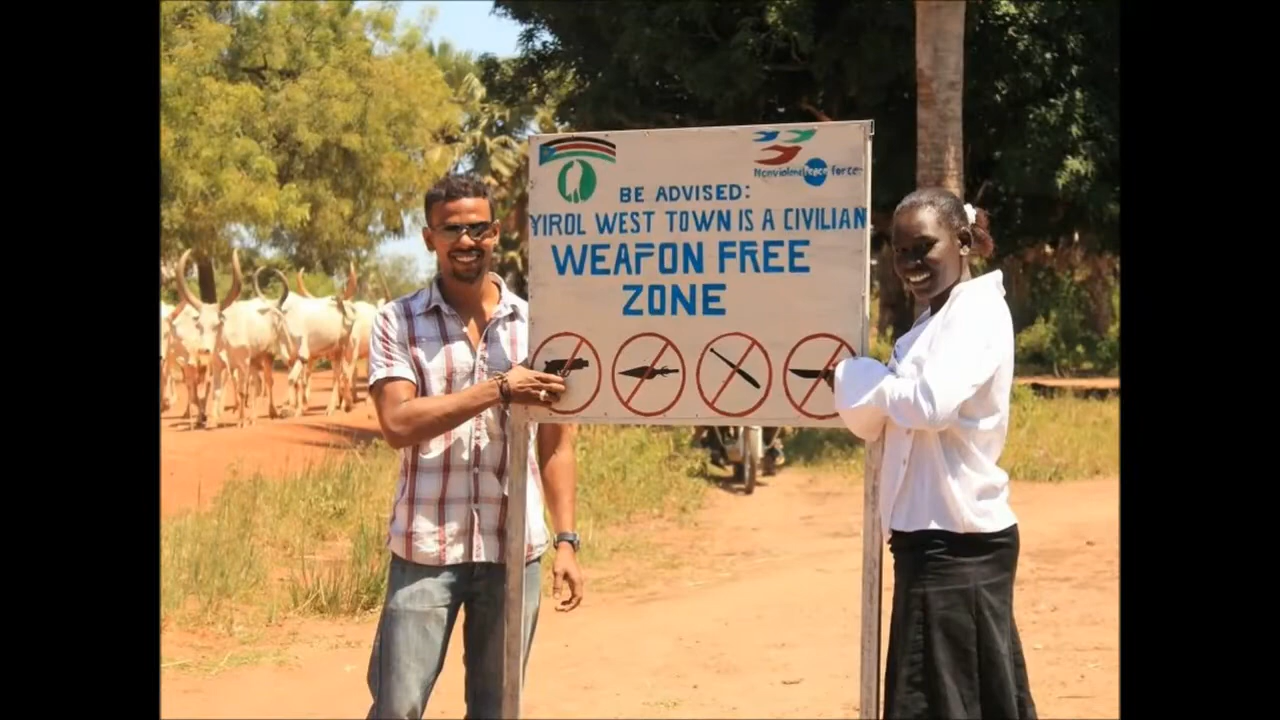 Nonviolent Peace force
BE ADVISED:
YIROL WEST TOWN IS A CIVILIAN
WEAPON FREE
ZONE